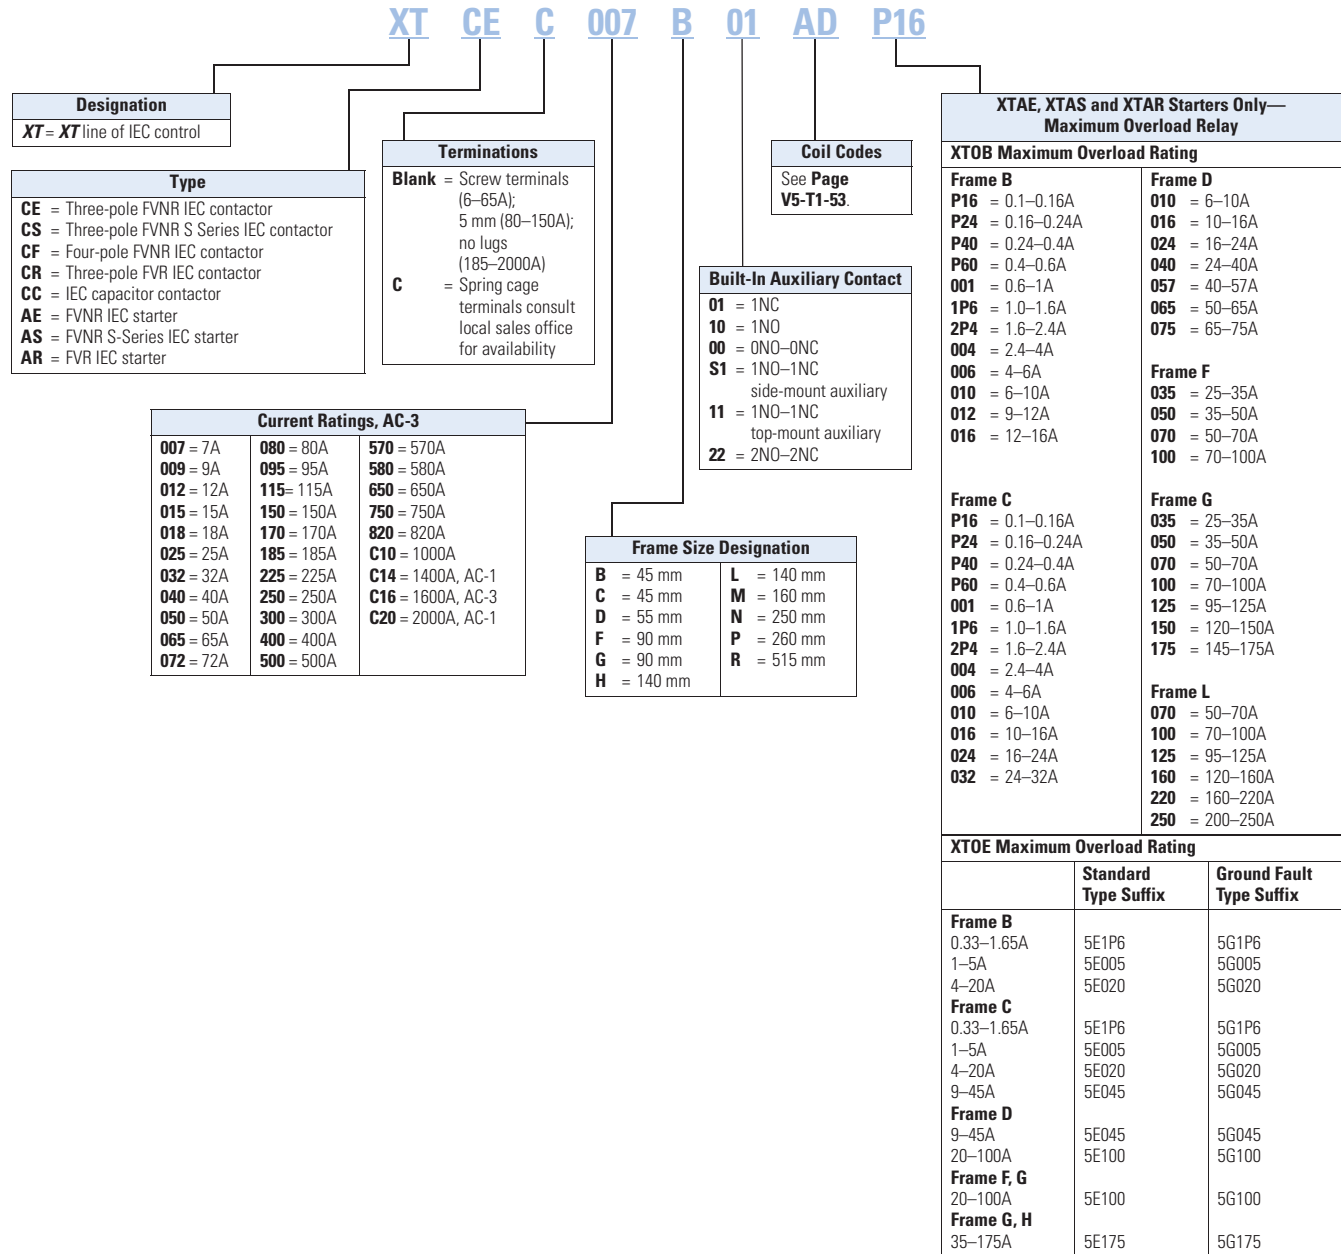 XT CE C 007 B 01 AD P16
Designation
XT = XT line of IEC control
Type
CE = Three-pole FVNR IEC contactor
CS = Three-pole FVNR S Series IEC contactor
CF = Four-pole FVNR IEC contactor
CR = Three-pole FVR IEC contactor
CC = IEC capacitor contactor
AE = FVNR IEC starter
AS = FVNR S-Series IEC starter
AR = FVR IEC starter
Terminations
Blank = Screw terminals
(6–65A);
5 mm (80–150A);
no lugs
(185–2000A)
C = Spring cage
terminals consult
local sales office
for availability
Current Ratings, AC-3
007 = 7A
009 = 9A
012 = 12A
015 = 15A
018 = 18A
025 = 25A
032 = 32A
040 = 40A
050 = 50A
065 = 65A
072 = 72A
080 = 80A
095 = 95A
115= 115A
150 = 150A
170 = 170A
185 = 185A
225 = 225A
250 = 250A
300 = 300A
400 = 400A
500 = 500A
570 = 570A
580 = 580A
650 = 650A
750 = 750A
820 = 820A
C10 = 1000A
C14 = 1400A, AC-1
C16 = 1600A, AC-3
C20 = 2000A, AC-1
Frame Size Designation
B = 45 mm
C = 45 mm
D = 55 mm
F = 90 mm
G = 90 mm
H = 140 mm
L = 140 mm
M = 160 mm
N = 250 mm
P = 260 mm
R = 515 mm
Built-In Auxiliary Contact
01 = 1NC
10 = 1NO
00 = 0NO–0NC
S1 = 1NO–1NC
side-mount auxiliary
11 = 1NO–1NC
top-mount auxiliary
22 = 2NO–2NC
Coil Codes
See Page
V5-T1-53.
XTAE, XTAS and XTAR Starters Only—
Maximum Overload Relay
XTOB Maximum Overload Rating
Frame B
P16 = 0.1–0.16A
P24 = 0.16–0.24A
P40 = 0.24–0.4A
P60 = 0.4–0.6A
001 = 0.6–1A
1P6 = 1.0–1.6A
2P4 = 1.6–2.4A
004 = 2.4–4A
006 = 4–6A
010 = 6–10A
012 = 9–12A
016 = 12–16A
Frame C
P16 = 0.1–0.16A
P24 = 0.16–0.24A
P40 = 0.24–0.4A
P60 = 0.4–0.6A
001 = 0.6–1A
1P6 = 1.0–1.6A
2P4 = 1.6–2.4A
004 = 2.4–4A
006 = 4–6A
010 = 6–10A
016 = 10–16A
024 = 16–24A
032 = 24–32A
Frame D
010 = 6–10A
016 = 10–16A
024 = 16–24A
040 = 24–40A
057 = 40–57A
065 = 50–65A
075 = 65–75A
Frame F
035 = 25–35A
050 = 35–50A
070 = 50–70A
100 = 70–100A
Frame G
035 = 25–35A
050 = 35–50A
070 = 50–70A
100 = 70–100A
125 = 95–125A
150 = 120–150A
175 = 145–175A
Frame L
070 = 50–70A
100 = 70–100A
125 = 95–125A
160 = 120–160A
220 = 160–220A
250 = 200–250A
XTOE Maximum Overload Rating
Standard Ground Fault
Type Suffix Type Suffix
Frame B
0.33–1.65A 5E1P6 5G1P6
1–5A 5E005 5G005
4–20A 5E020 5G020
Frame C
0.33–1.65A 5E1P6 5G1P6
1–5A 5E005 5G005
4–20A 5E020 5G020
9–45A 5E045 5G045
Frame D
9–45A 5E045 5G045
20–100A 5E100 5G100
Frame F, G
20–100A 5E100 5G100
Frame G, H
35–175A 5E175 5G175